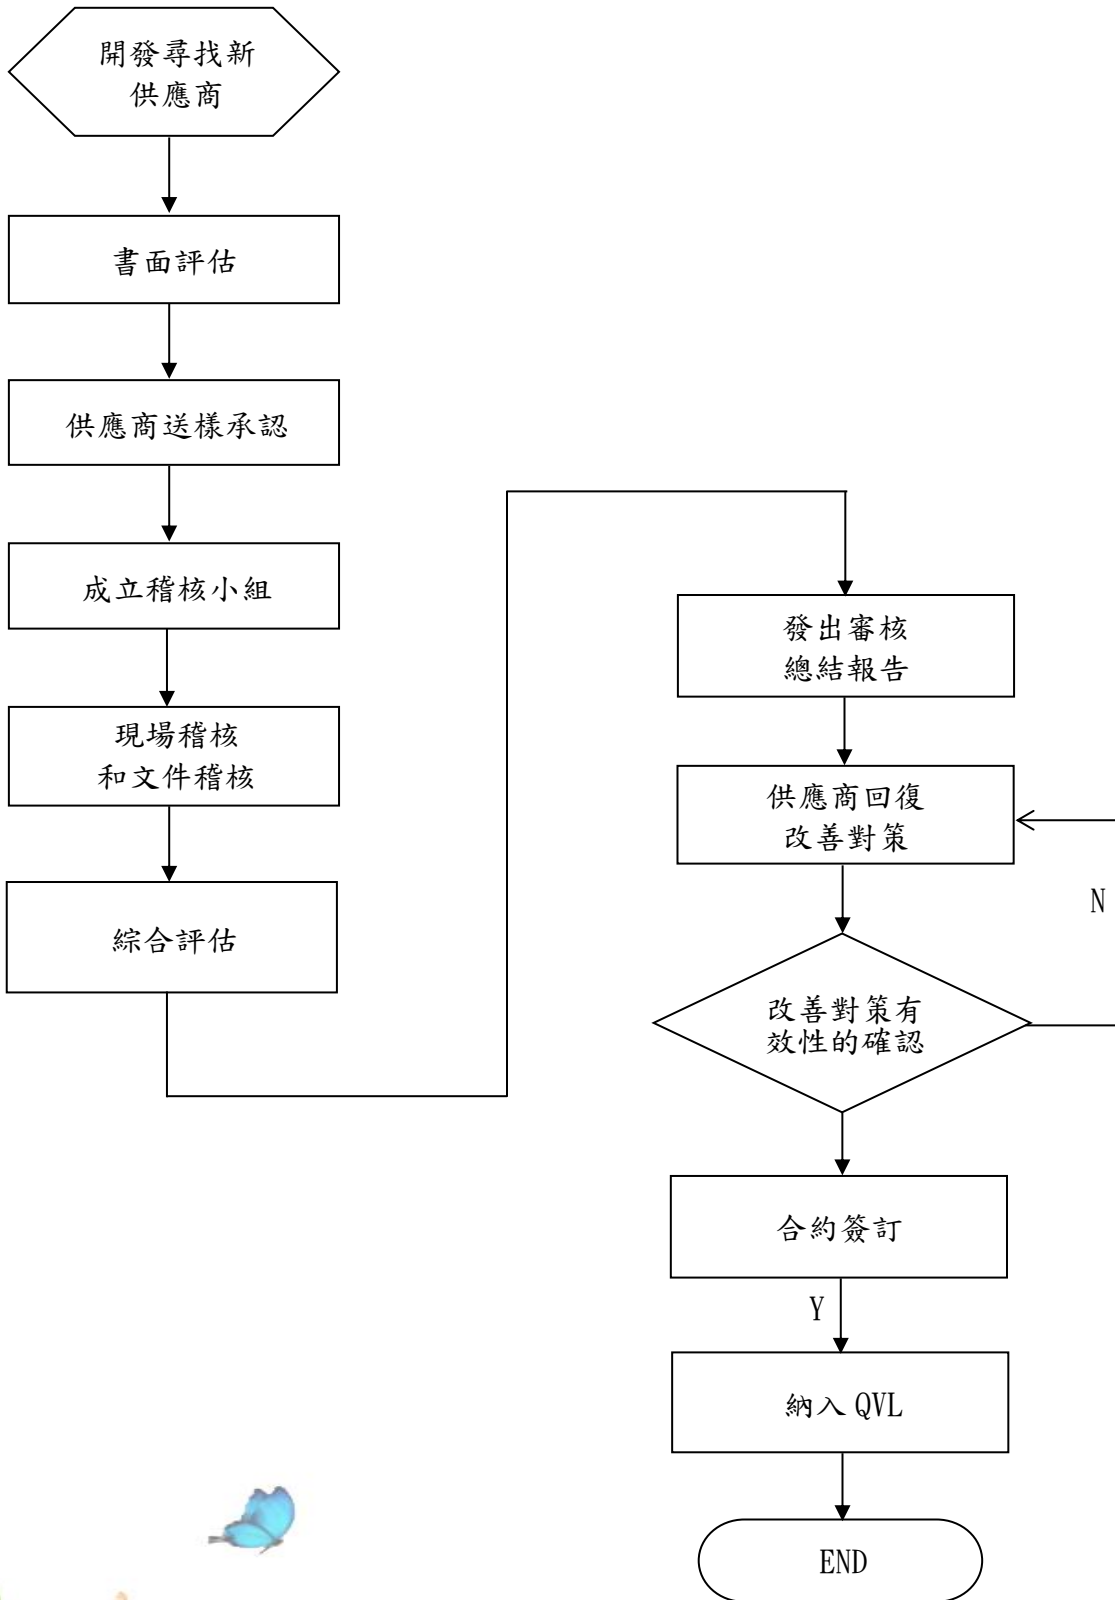 開發尋找新
供應商
書面評估
供應商送樣承認
成立稽核小組
現場稽核
和文件稽核
綜合評估
發出審核
總結報告
供應商回復
改善對策
N
改善對策有
效性的確認
合約簽訂
Y
納入 QVL
END